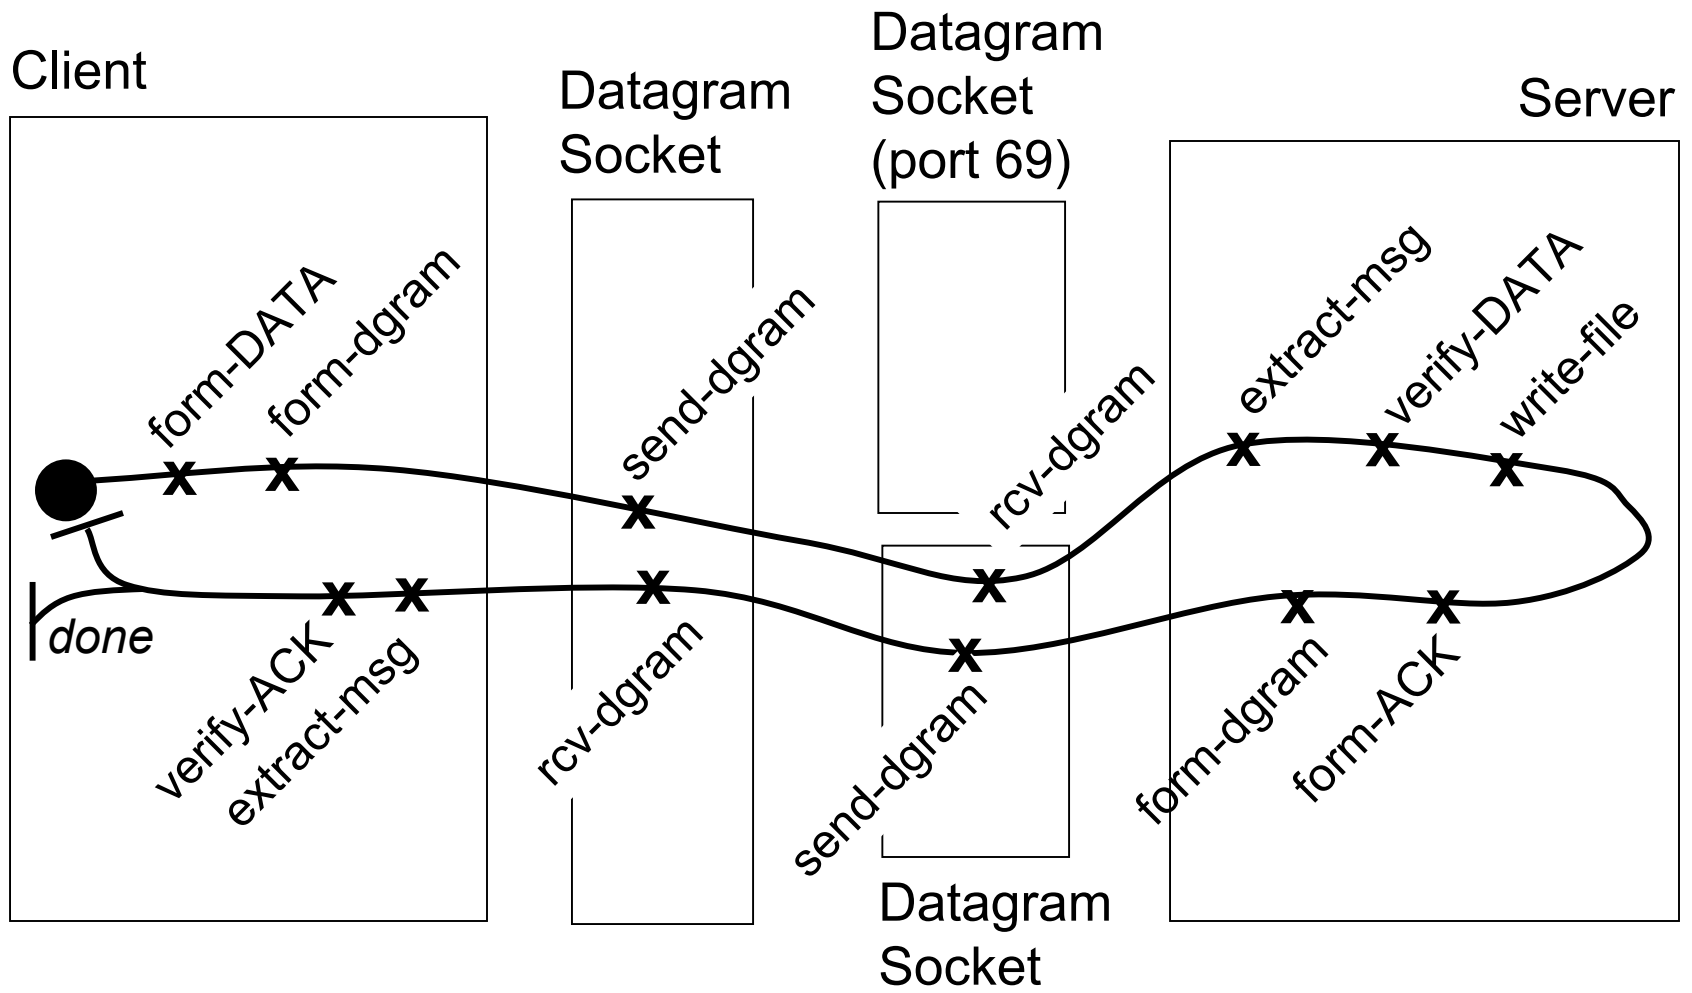 Client
Datagram
Socket
Datagram
Socket
(port 69)
Server
form-DATA
form-dgram
send-dgram
rcv-dgram
extract-msg
verify-DATA
write-file
done
verify-ACK
extract-msg
rcv-dgram
send-dgram
form-dgram
form-ACK
Datagram
Socket